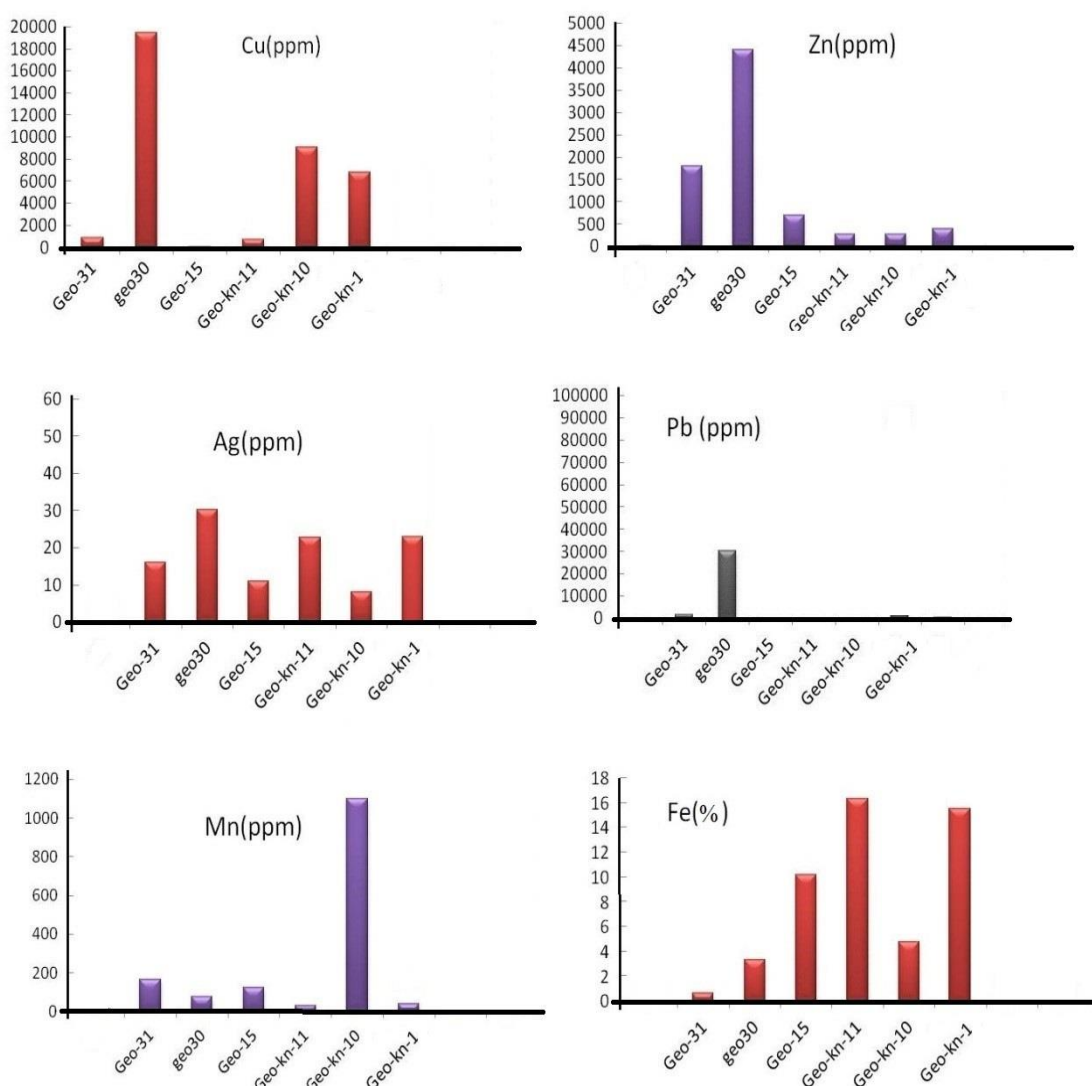 Cu(ppm)
20000
18000
16000
14000
12000
10000
8000
6000
4000
2000
0
Geo-31
geo30
Geo-15
Geo-kn-11
Geo-kn-10
Geo-kn-1
Zn(ppm)
5000
4500
4000
3500
3000
2500
2000
1500
1000
500
0
Geo-31
geo30
Geo-15
Geo-kn-11
Geo-kn-10
Geo-kn-1
Ag(ppm)
60
50
40
30
20
10
0
Geo-31
geo30
Geo-15
Geo-kn-11
Geo-kn-10
Geo-kn-1
Pb (ppm)
100000
90000
80000
70000
60000
50000
40000
30000
20000
10000
0
Geo-31
geo30
Geo-15
Geo-kn-11
Geo-kn-10
Geo-kn-1
Mn(ppm)
1200
1000
800
600
400
200
0
Geo-31
geo30
Geo-15
Geo-kn-11
Geo-kn-10
Geo-kn-1
Fe(%)
18
16
14
12
10
8
6
4
2
0
Geo-31
geo30
Geo-15
Geo-kn-11
Geo-kn-10
Geo-kn-1